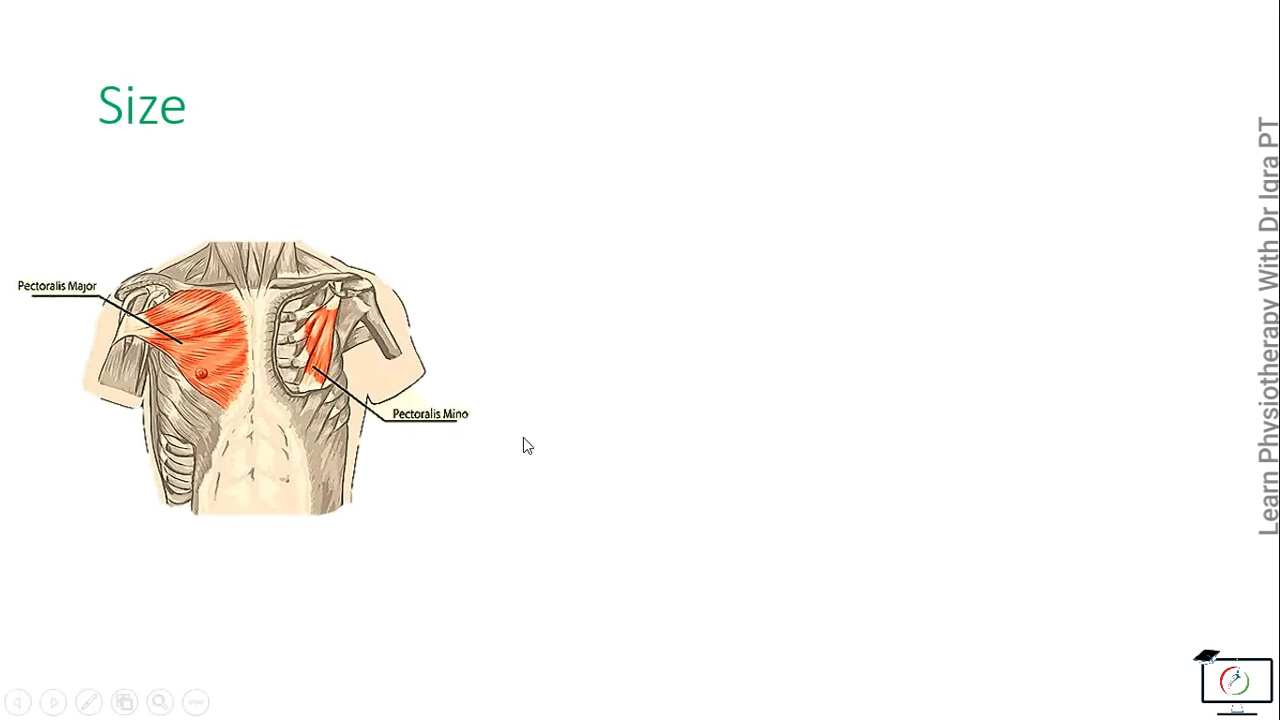 Size
Pectoralis Major
Pectoralis Mino
Learn Physiotherapy With Dr Iqra PT